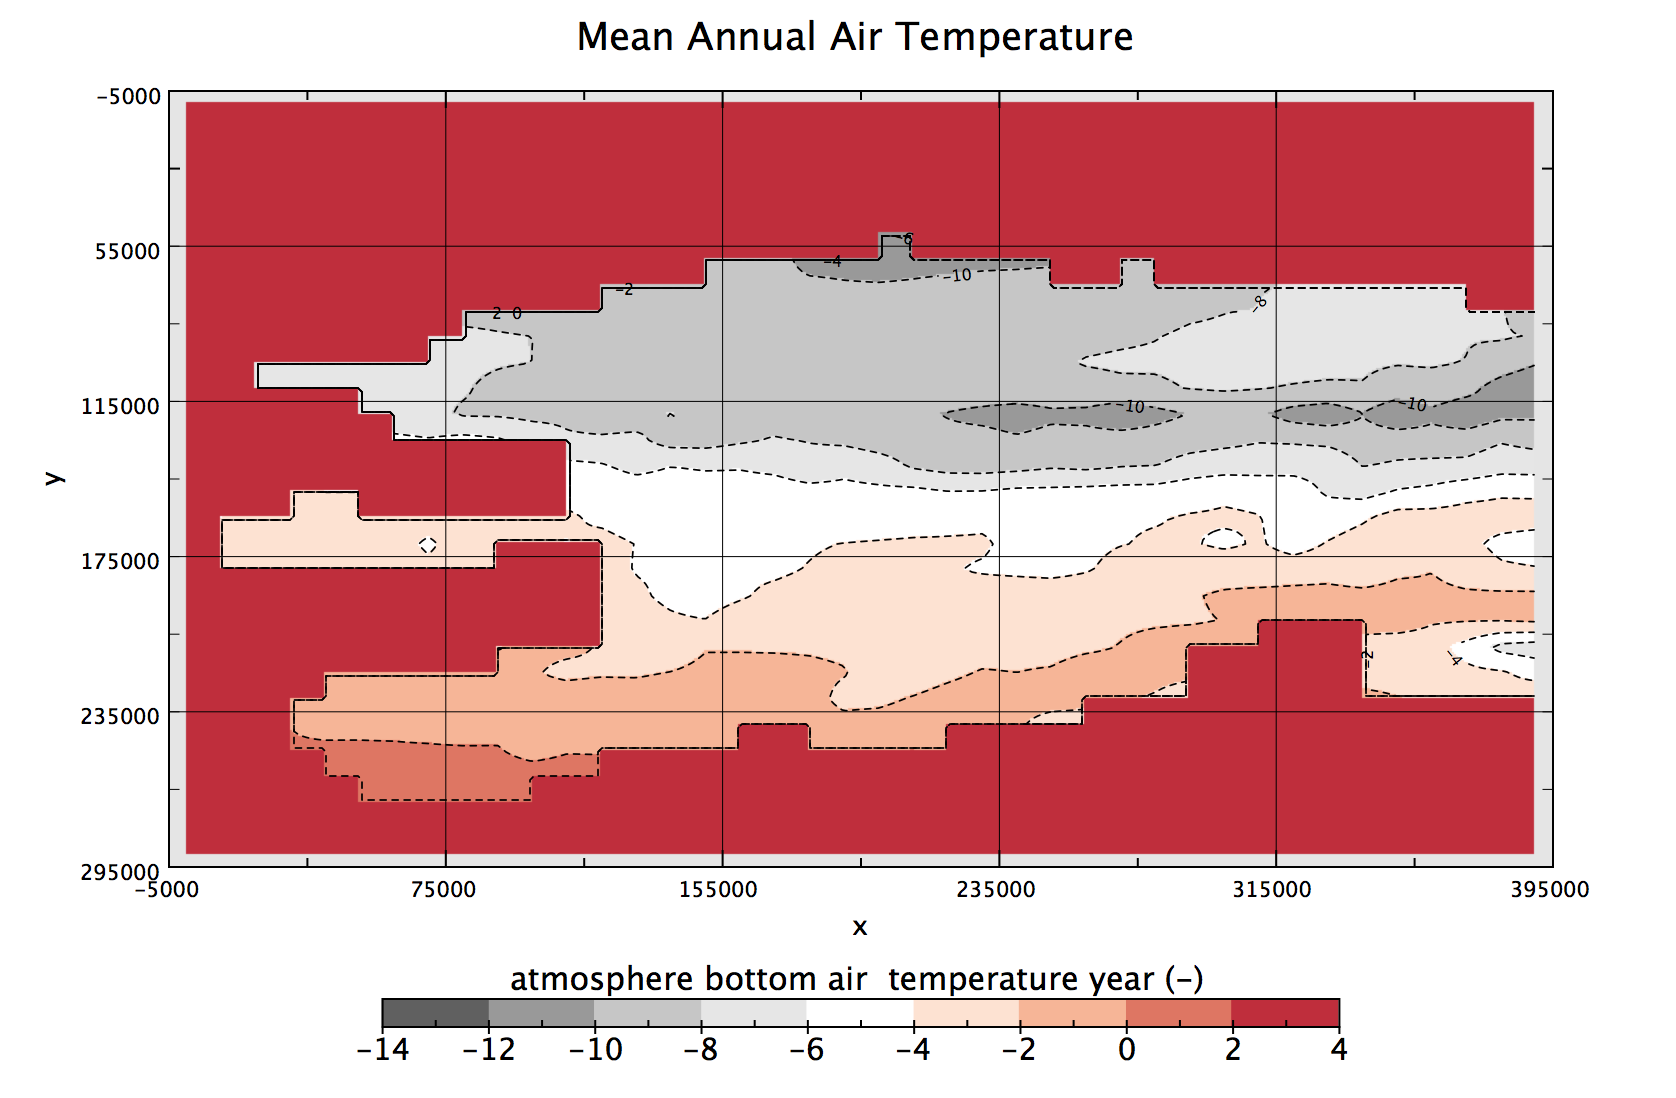 Mean Annual Air Temperature
-5000
55000
115000
175000
235000
295000
y
-6
-4
-10
-2
2 0
-8
-10
-10
-2
-4
-5000 75000 155000 235000 315000 395000
x
atmosphere bottom air  temperature year (-)
-14 -12 -10 -8 -6 -4 -2 0 2 4